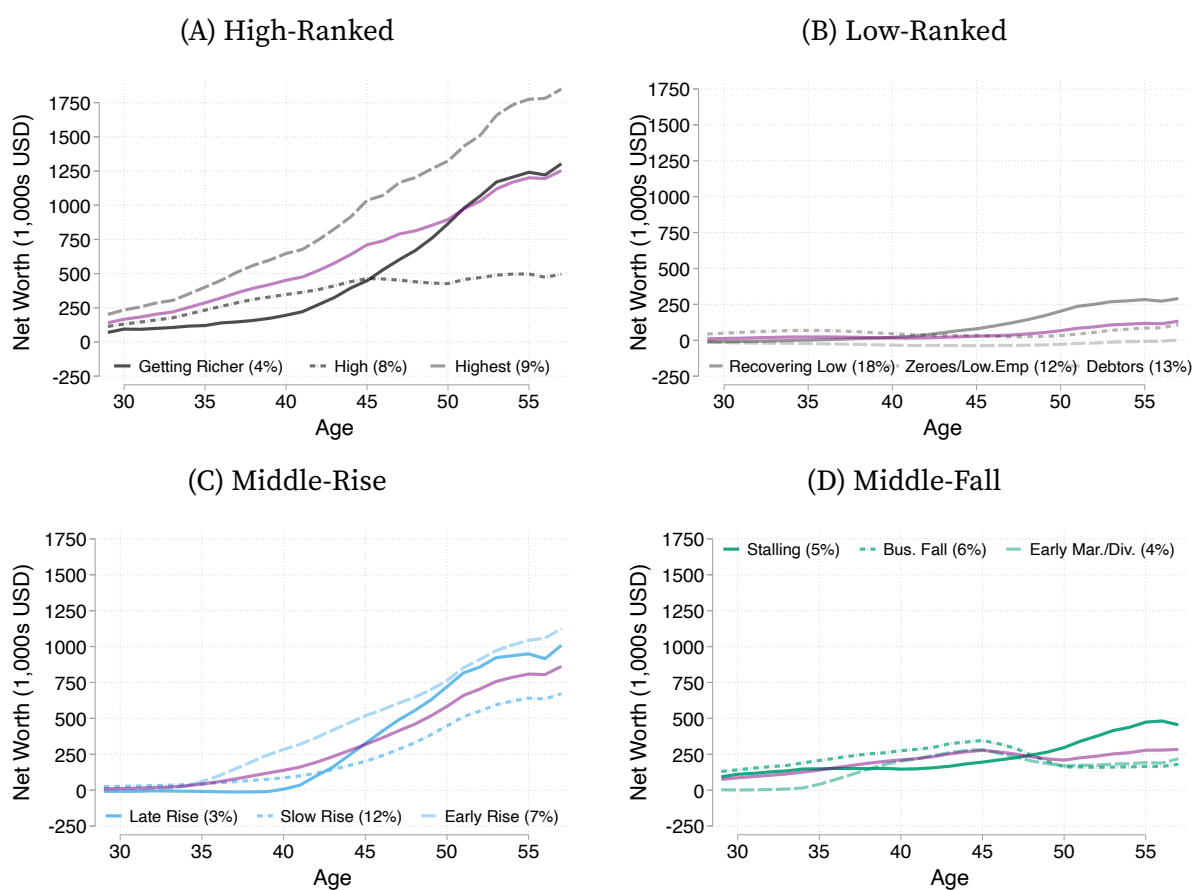 (A) High-Ranked
Net Worth (1,000s USD)
1750
1500
1250
1000
750
500
250
0
-250
Getting Richer (4%) High (8%) Highest (9%)
30 35 40 45 50 55
Age
(B) Low-Ranked
Net Worth (1,000s USD)
1750
1500
1250
1000
750
500
250
0
-250
Recovering Low (18%) Zeroes/Low.Emp (12%) Debtors (13%)
30 35 40 45 50 55
Age
(C) Middle-Rise
Net Worth (1,000s USD)
1750
1500
1250
1000
750
500
250
0
-250
Late Rise (3%) Slow Rise (12%) Early Rise (7%)
30 35 40 45 50 55
Age
(D) Middle-Fall
Net Worth (1,000s USD)
1750
1500
1250
1000
750
500
250
0
-250
Stalling (5%) Bus. Fall (6%) Early Mar./Div. (4%)
30 35 40 45 50 55
Age